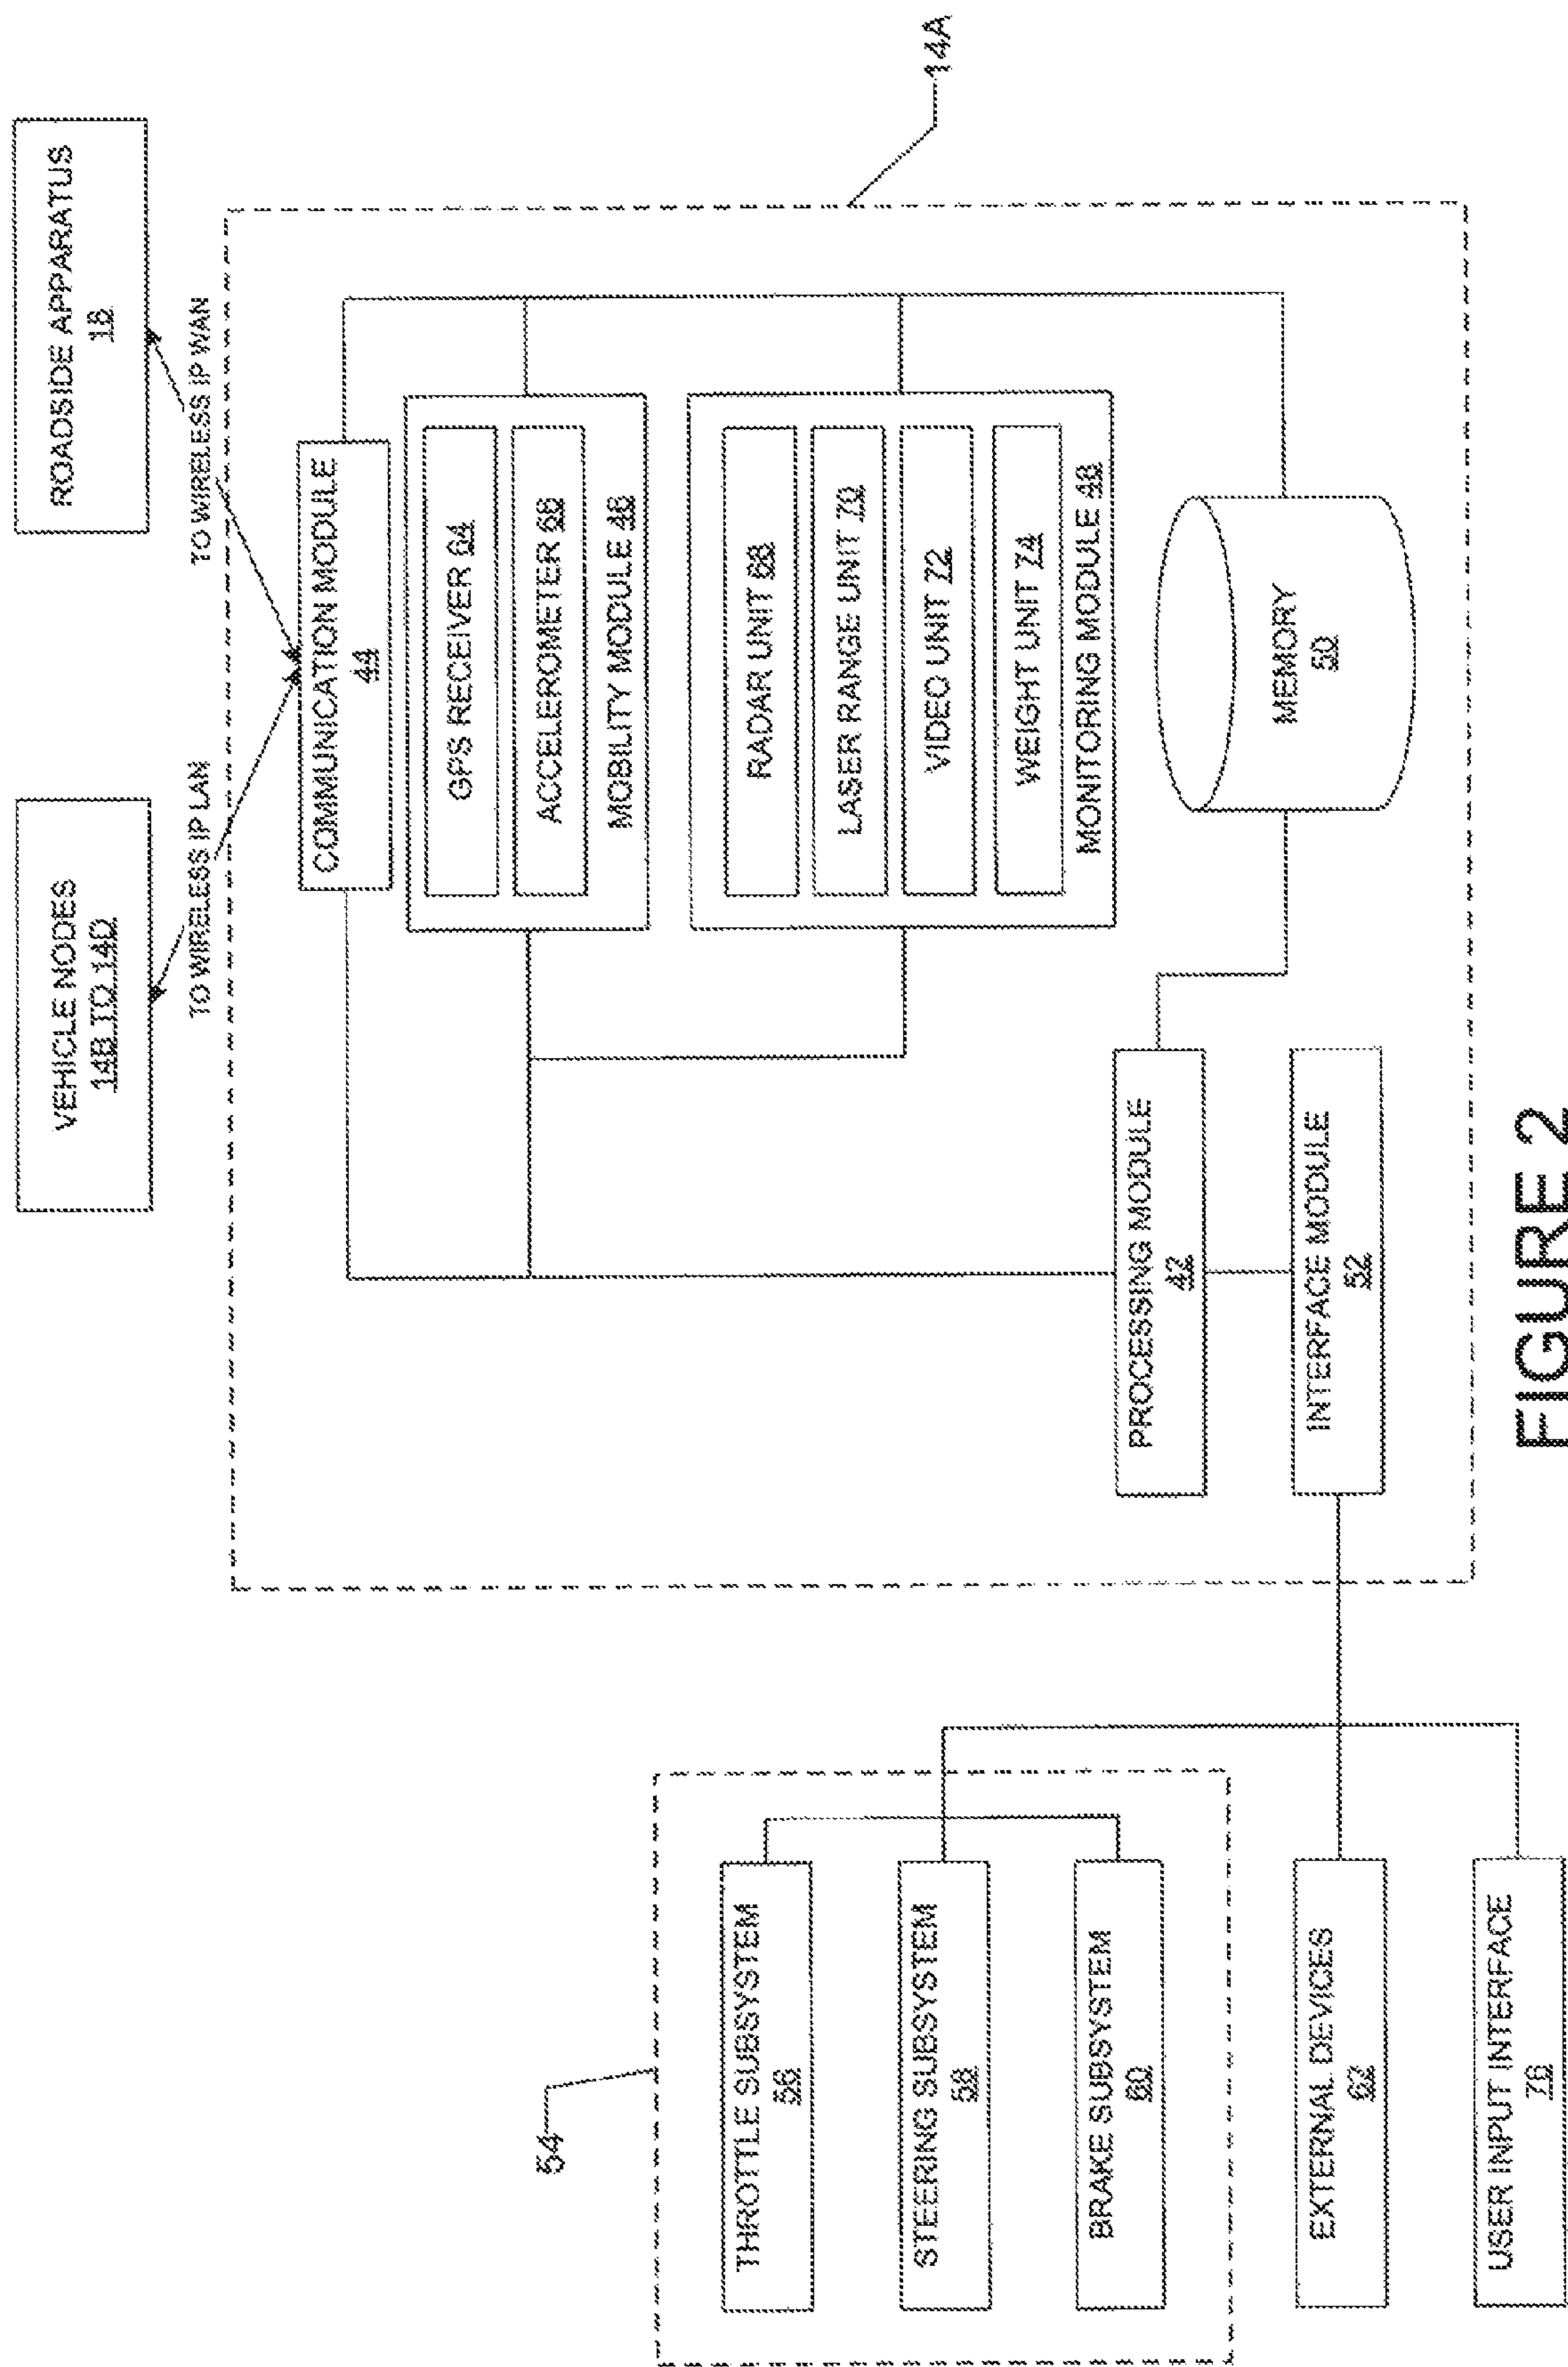 VEHICLE NODES
14B TO 14D
ROADSIDE APPARATUS
TO WIRELESS IP LAN
TO WIRELESS IP WAN
COMMUNICATION MODULE
44
GPS RECEIVER 64
ACCELEROMETER 66
MOBILITY MODULE 46
14A
54
THROTTLE SUBSYSTEM
56
RADAR UNIT 68
LASER RANGE UNIT 70
STEERING SUBSYSTEM
58
VIDEO UNIT 72
WEIGHT UNIT 74
MONITORING MODULE 48
BRAKE SUBSYSTEM
60
PROCESSING MODULE
42
MEMORY
50
EXTERNAL DEVICES
62
INTERFACE MODULE
52
USER INPUT INTERFACE
76
FIGURE 2